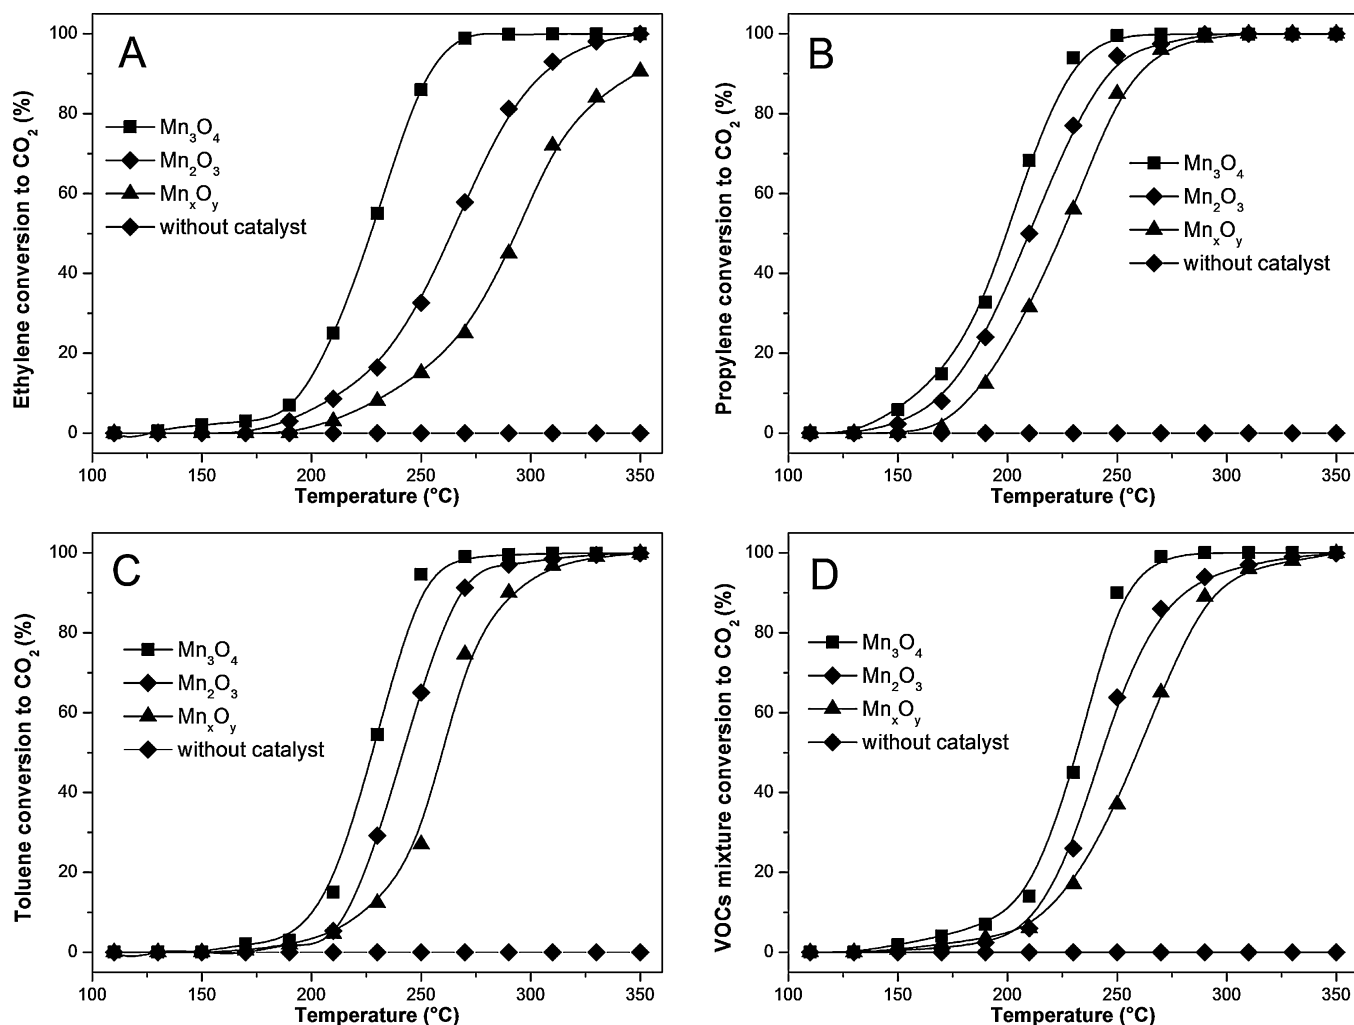 A
Ethylene conversion to CO₂ (%)
100
80
60
40
20
0
Mn₃O₄
Mn₂O₃
MnₓOᵧ
without catalyst
100 150 200 250 300 350
Temperature (°C)
B
Propylene conversion to CO₂ (%)
100
80
60
40
20
0
Mn₃O₄
Mn₂O₃
MnₓOᵧ
without catalyst
100 150 200 250 300 350
Temperature (°C)
C
Toluene conversion to CO₂ (%)
100
80
60
40
20
0
Mn₃O₄
Mn₂O₃
MnₓOᵧ
without catalyst
100 150 200 250 300 350
Temperature (°C)
D
VOCs mixture conversion to CO₂ (%)
100
80
60
40
20
0
Mn₃O₄
Mn₂O₃
MnₓOᵧ
without catalyst
100 150 200 250 300 350
Temperature (°C)